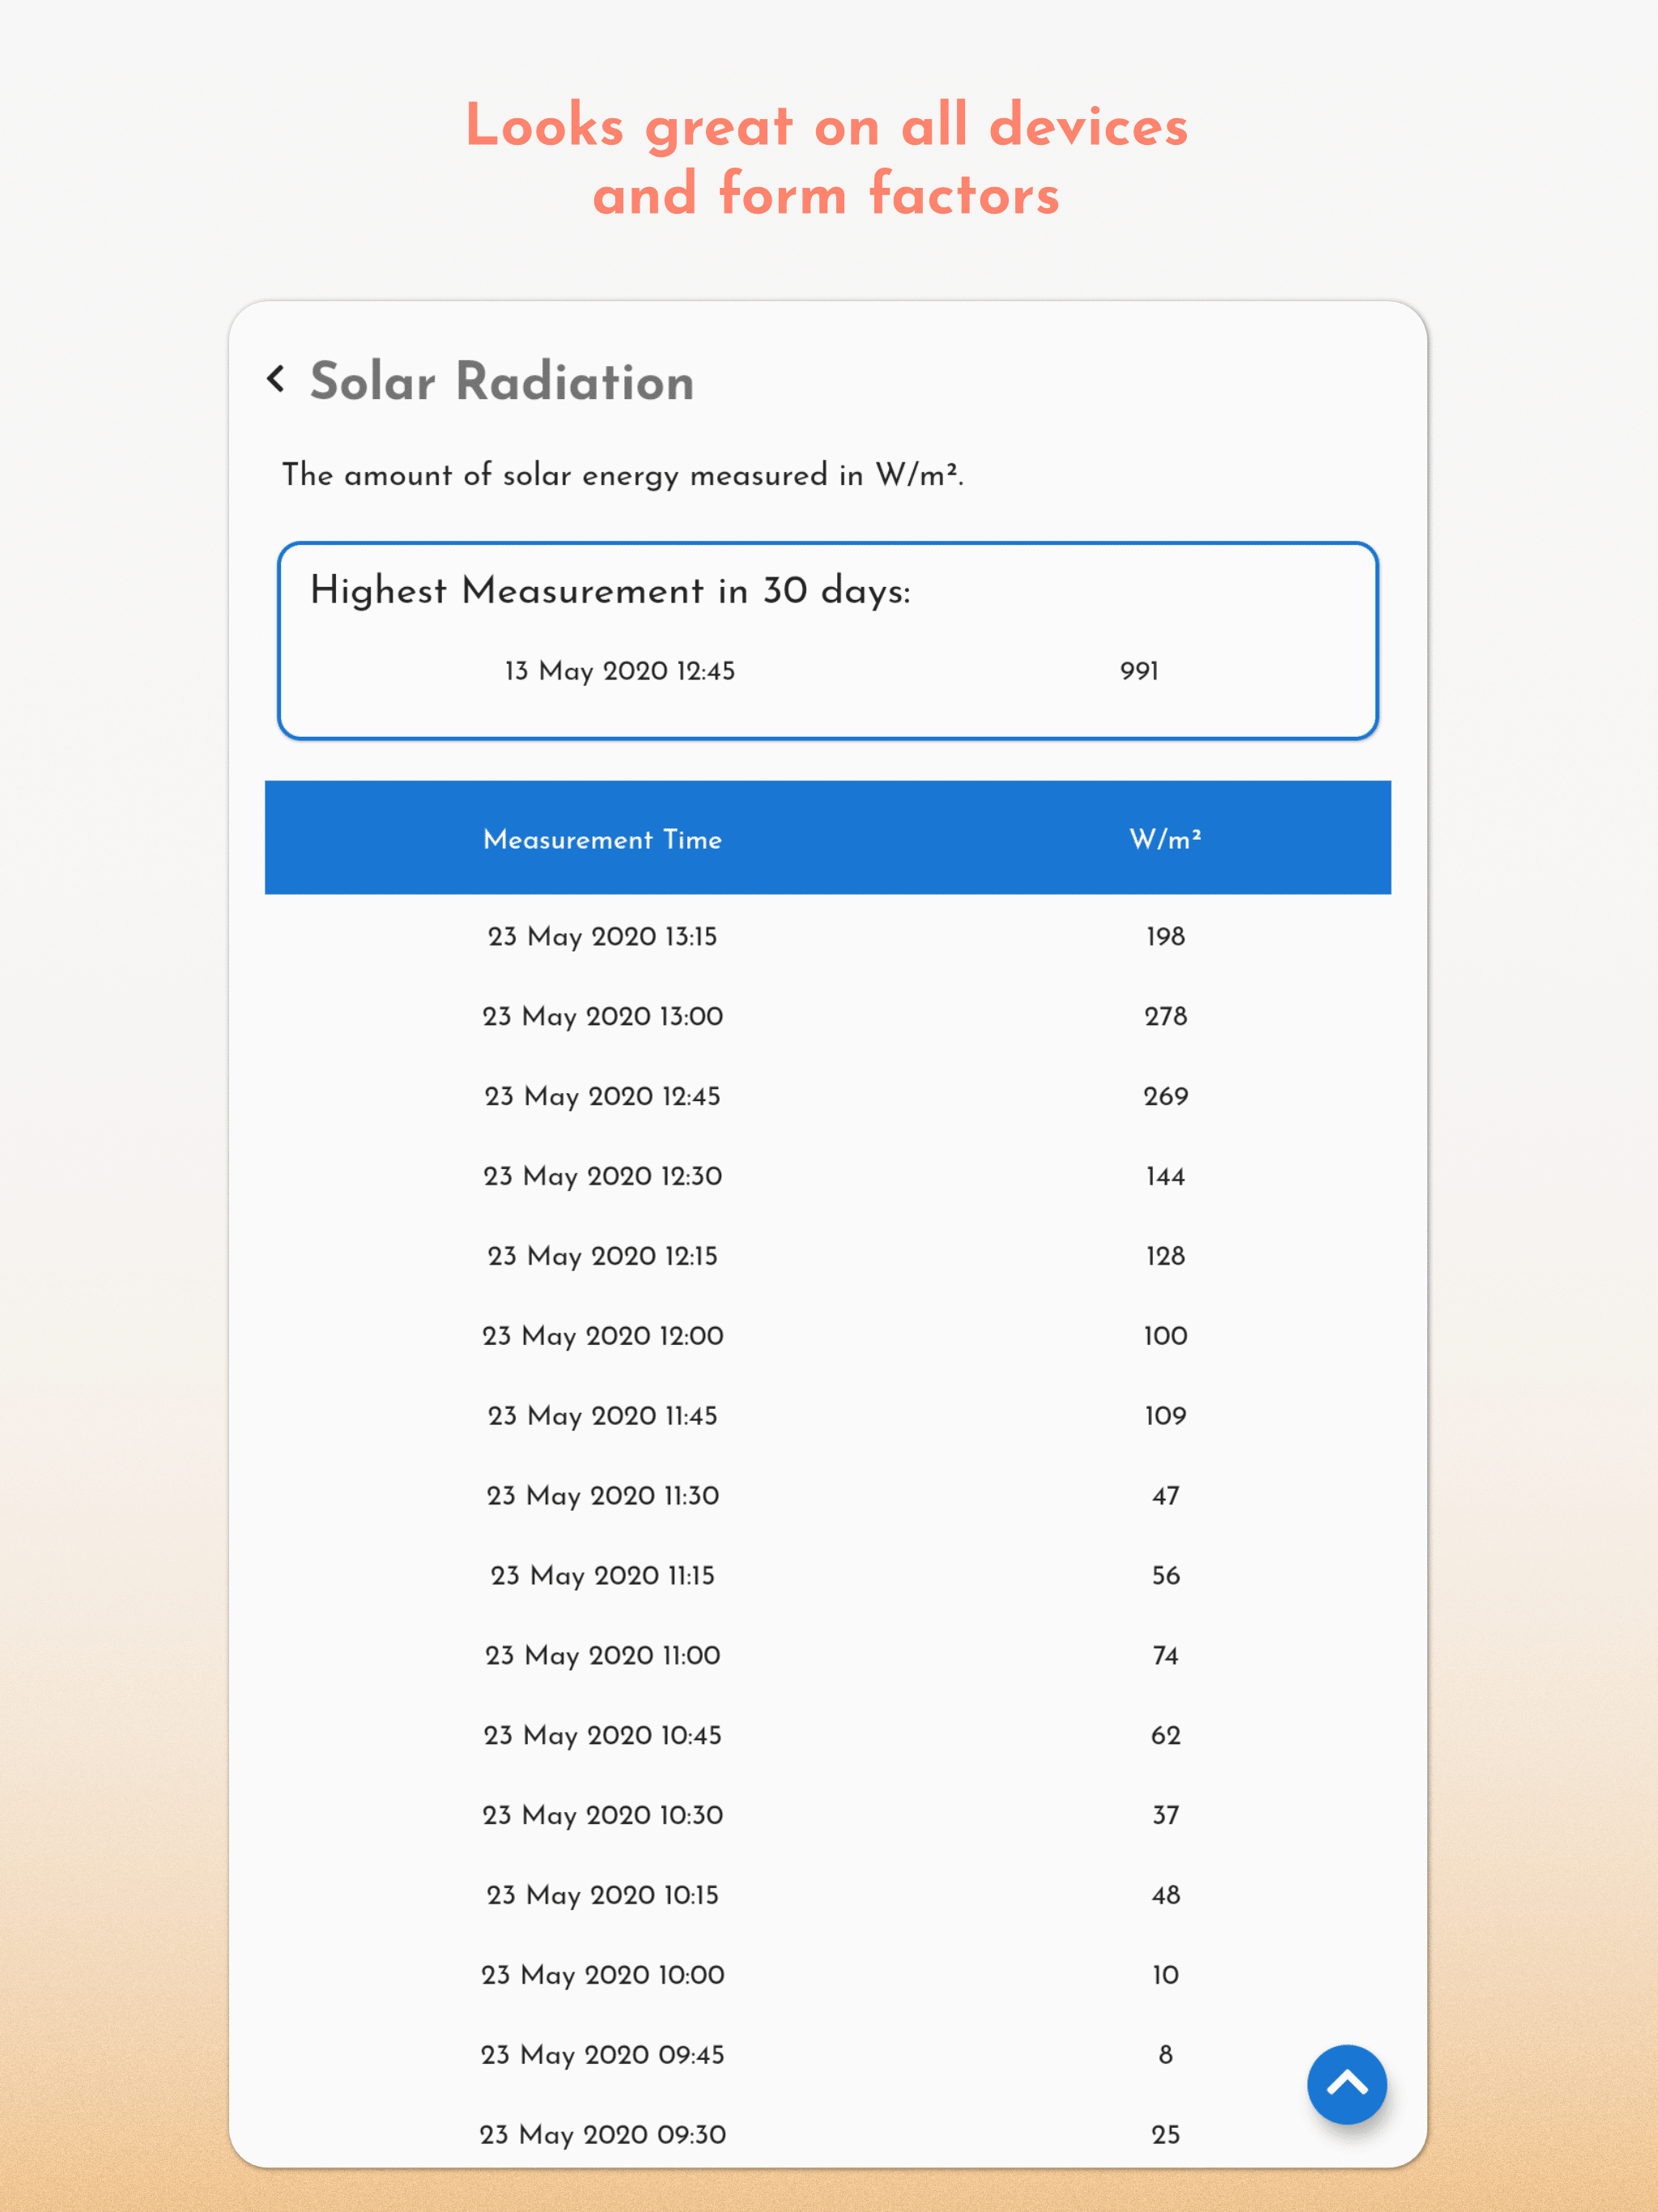 Looks great on all devices
and form factors
Solar Radiation
The amount of solar energy measured in W/m².
Highest Measurement in 30 days:
13 May 2020 12:45 991
Measurement Time W/m²
23 May 2020 13:15 198
23 May 2020 13:00 278
23 May 2020 12:45 269
23 May 2020 12:30 144
23 May 2020 12:15 128
23 May 2020 12:00 100
23 May 2020 11:45 109
23 May 2020 11:30 47
23 May 2020 11:15 56
23 May 2020 11:00 74
23 May 2020 10:45 62
23 May 2020 10:30 37
23 May 2020 10:15 48
23 May 2020 10:00 10
23 May 2020 09:45 8
23 May 2020 09:30 25